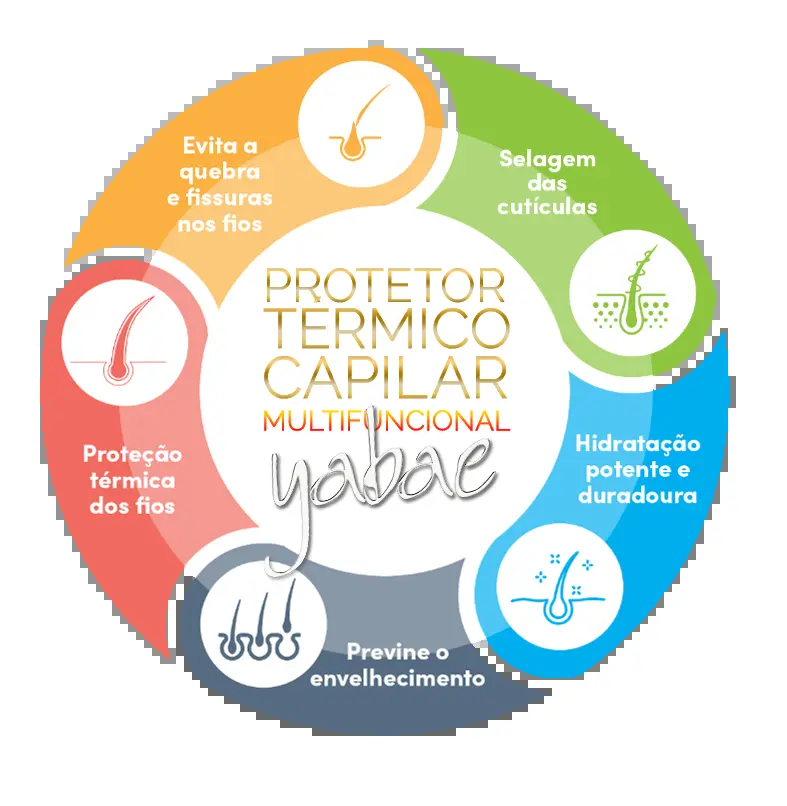 Evita a
quebra
e fissuras
nos fios
Selagem
das
cutículas
PROTETOR
TÉRMICO
CAPILAR
MULTIFUNCIONAL
yabae
Hidratação
potente e
duradoura
Proteção
térmica
dos fios
Previne o
envelhecimento